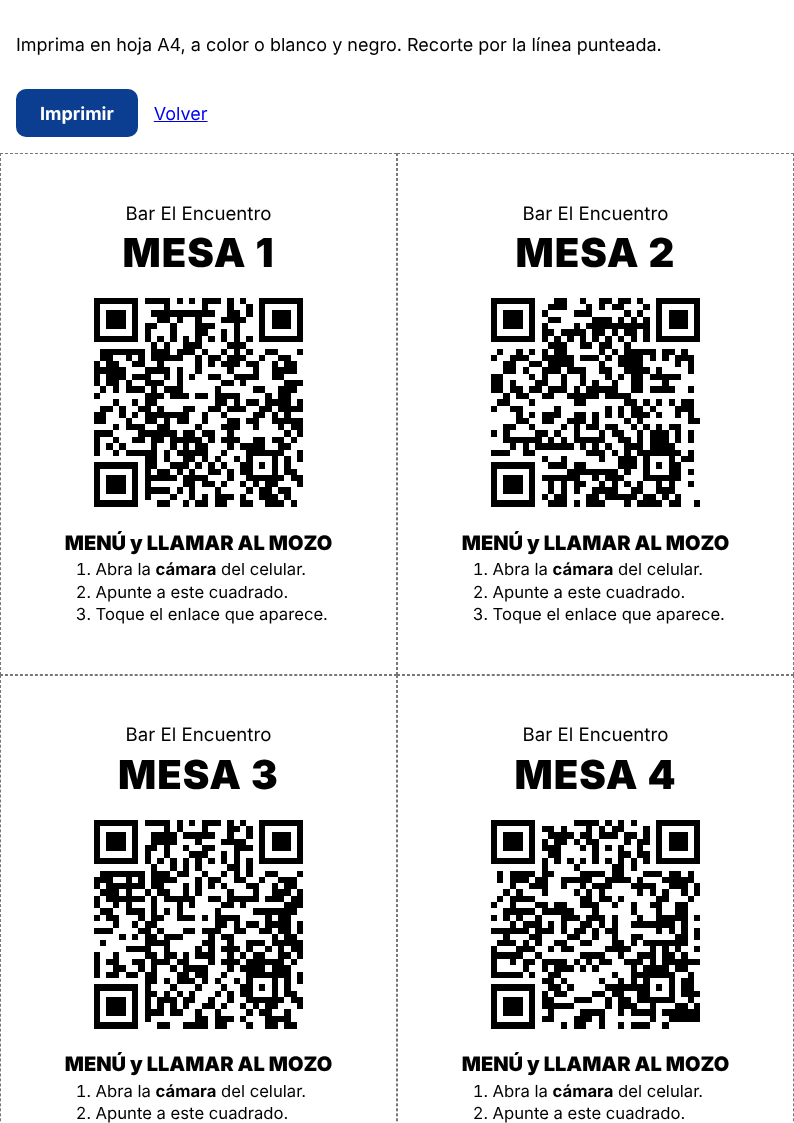 Imprima en hoja A4, a color o blanco y negro. Recorte por la línea punteada.
Imprimir
Volver
Bar El Encuentro
MESA 1
MENÚ y LLAMAR AL MOZO
1. Abra la cámara del celular.
2. Apunte a este cuadrado.
3. Toque el enlace que aparece.
Bar El Encuentro
MESA 2
MENÚ y LLAMAR AL MOZO
1. Abra la cámara del celular.
2. Apunte a este cuadrado.
3. Toque el enlace que aparece.
Bar El Encuentro
MESA 3
MENÚ y LLAMAR AL MOZO
1. Abra la cámara del celular.
2. Apunte a este cuadrado.
Bar El Encuentro
MESA 4
MENÚ y LLAMAR AL MOZO
1. Abra la cámara del celular.
2. Apunte a este cuadrado.